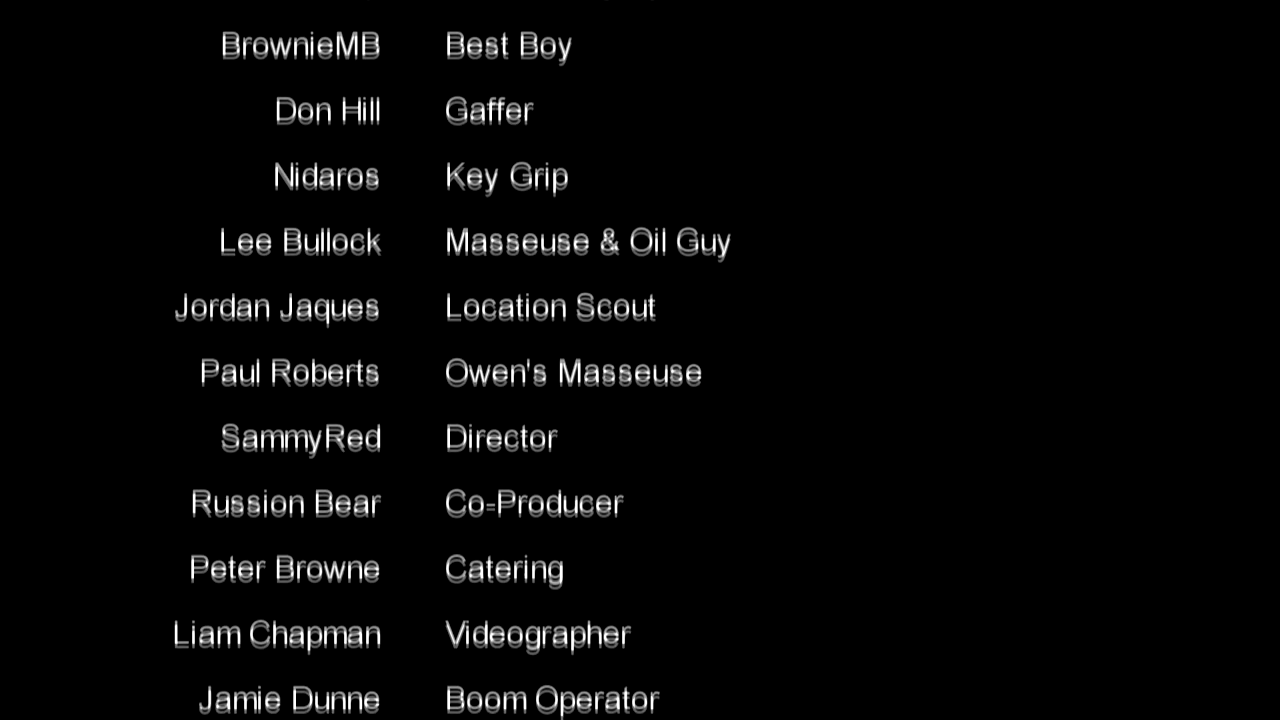 BrownieMB Best Boy
Don Hill Gaffer
Nidaros Key Grip
Lee Bullock Masseuse & Oil Guy
Jordan Jaques Location Scout
Paul Roberts Owen's Masseuse
SammyRed Director
Russion Bear Co-Producer
Peter Browne Catering
Liam Chapman Videographer
Jamie Dunne Boom Operator